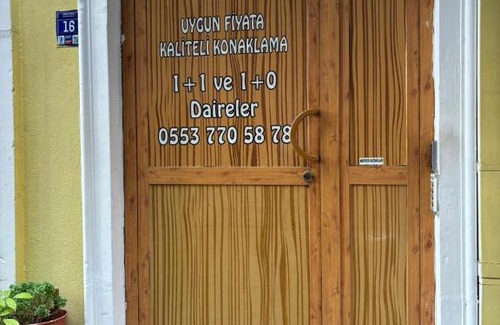 16
UYGUN FİYATA
KALİTELİ KONAKLAMA
1+1 ve 1+0
Daireler
0553 770 58 78